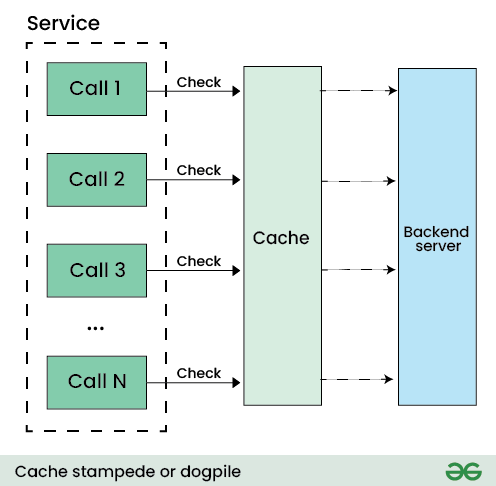 Service
Call 1
Check
Call 2
Check
Call 3
Check
Cache
Backend
server
...
Call N
Check
Cache stampede or dogpile